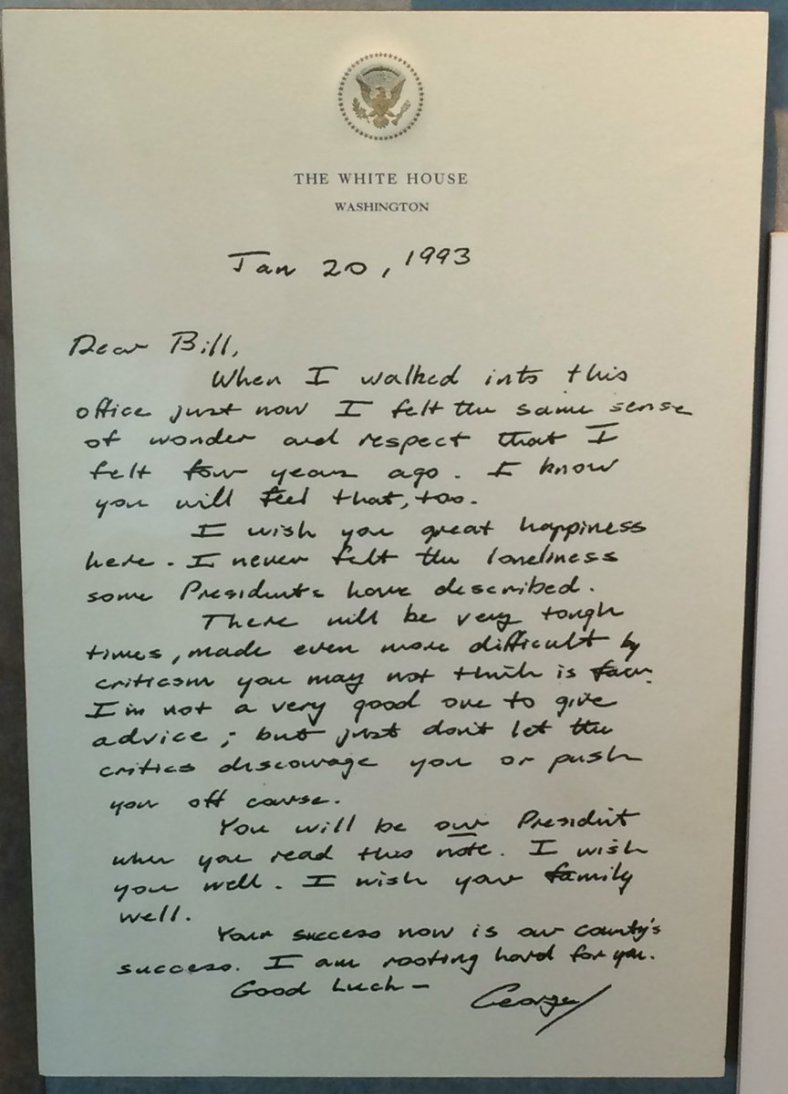 THE WHITE HOUSE
WASHINGTON
Jan 20, 1993
Dear Bill,
When I walked into this
office just now I felt the same sense
of wonder and respect that I
felt four years ago. I know
you will feel that, too.
I wish you great happiness
here. I never felt the loneliness
some Presidents have described.
There will be very tough
times, made even more difficult by
criticism you may not think is fair.
I'm not a very good one to give
advice; but just don't let the
critics discourage you or push
you off course.
You will be our President
when you read this note. I wish
you well. I wish your family
well.
Your success now is our country's
success. I am rooting hard for you.
Good Luck -
George